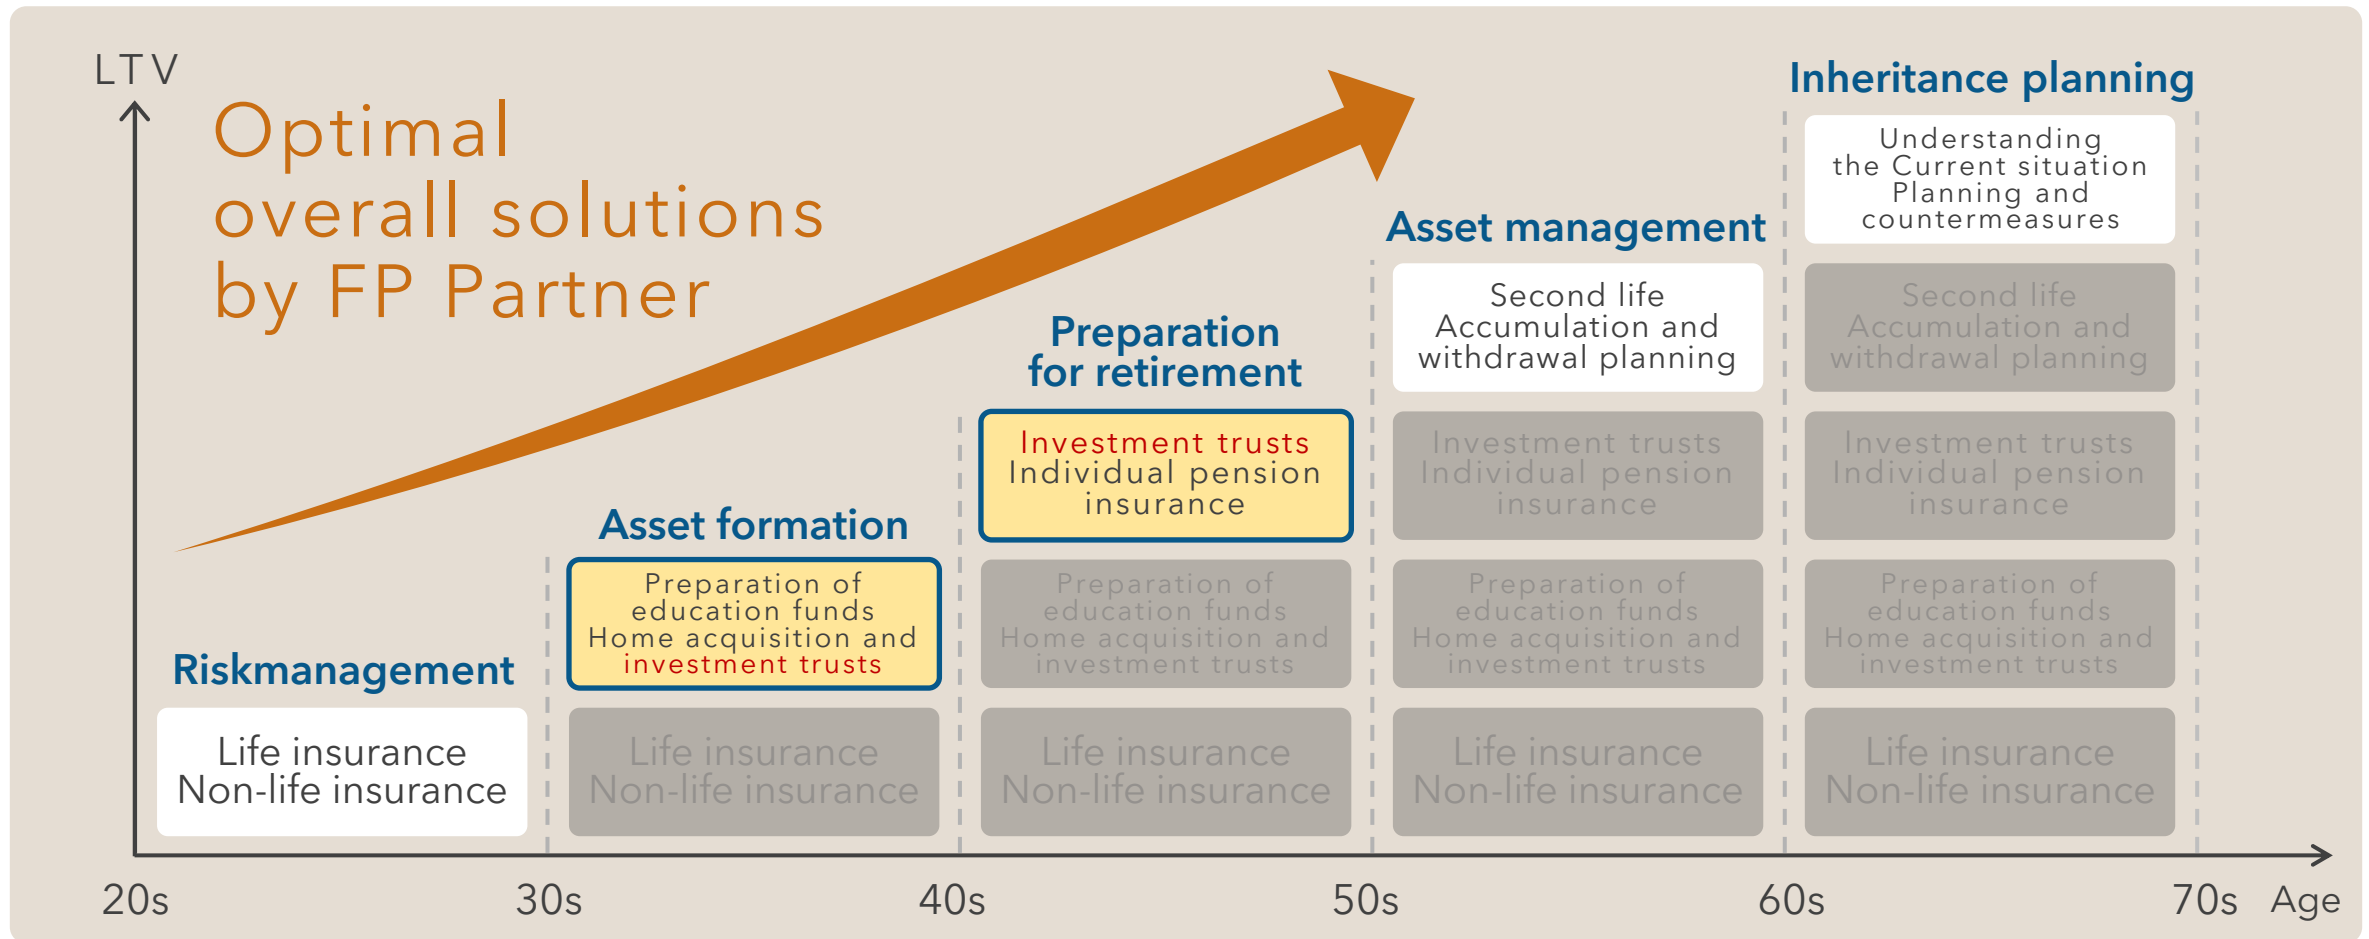 LTV
Optimal
overall solutions
by FP Partner
Riskmanagement
Life insurance
Non-life insurance
Asset formation
Preparation of
education funds
Home acquisition and
investment trusts
Life insurance
Non-life insurance
Preparation
for retirement
Investment trusts
Individual pension
insurance
Preparation of
education funds
Home acquisition and
investment trusts
Life insurance
Non-life insurance
Asset management
Second life
Accumulation and
withdrawal planning
Investment trusts
Individual pension
insurance
Preparation of
education funds
Home acquisition and
investment trusts
Life insurance
Non-life insurance
Inheritance planning
Understanding
the Current situation
Planning and
countermeasures
Second life
Accumulation and
withdrawal planning
Investment trusts
Individual pension
insurance
Preparation of
education funds
Home acquisition and
investment trusts
Life insurance
Non-life insurance
20s 30s 40s 50s 60s 70s Age